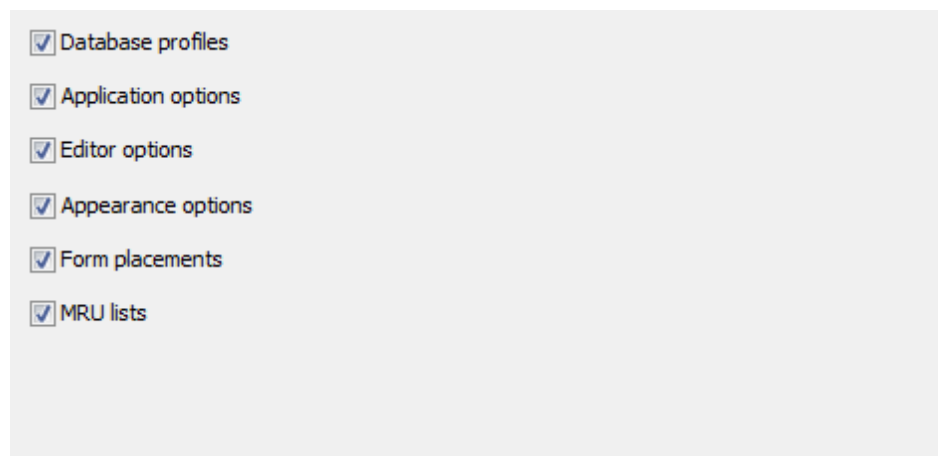 Database profiles
Application options
Editor options
Appearance options
Form placements
MRU lists